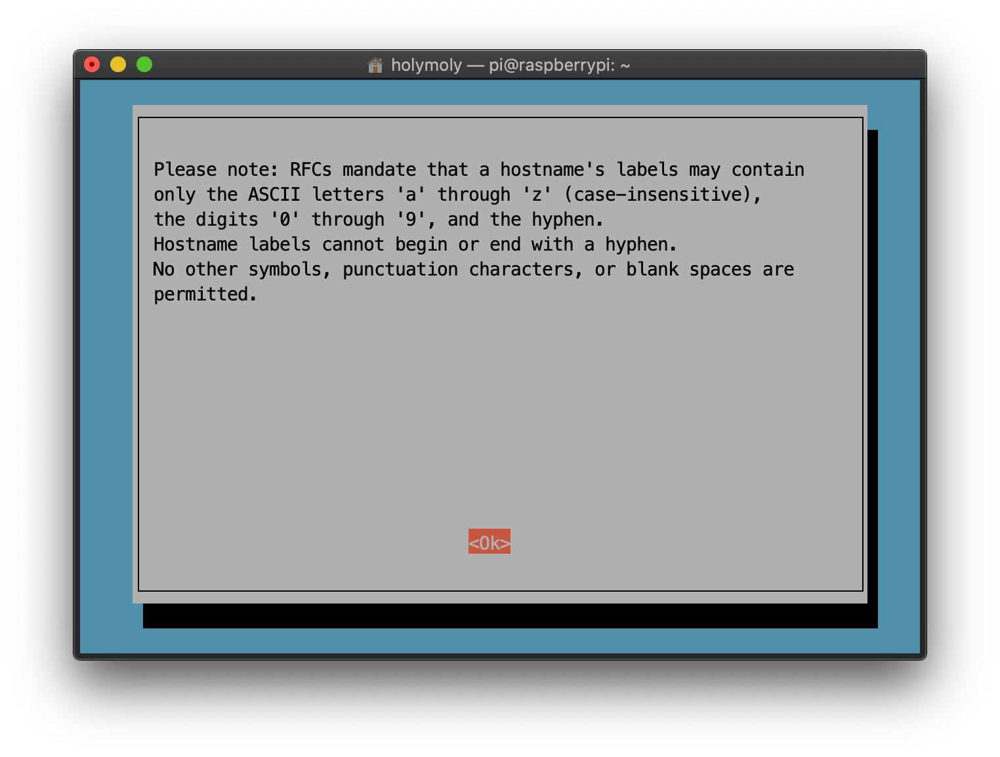 holymoly — pi@raspberrypi: ~
Please note: RFCs mandate that a hostname's labels may contain
only the ASCII letters 'a' through 'z' (case-insensitive),
the digits '0' through '9', and the hyphen.
Hostname labels cannot begin or end with a hyphen.
No other symbols, punctuation characters, or blank spaces are
permitted.
<Ok>